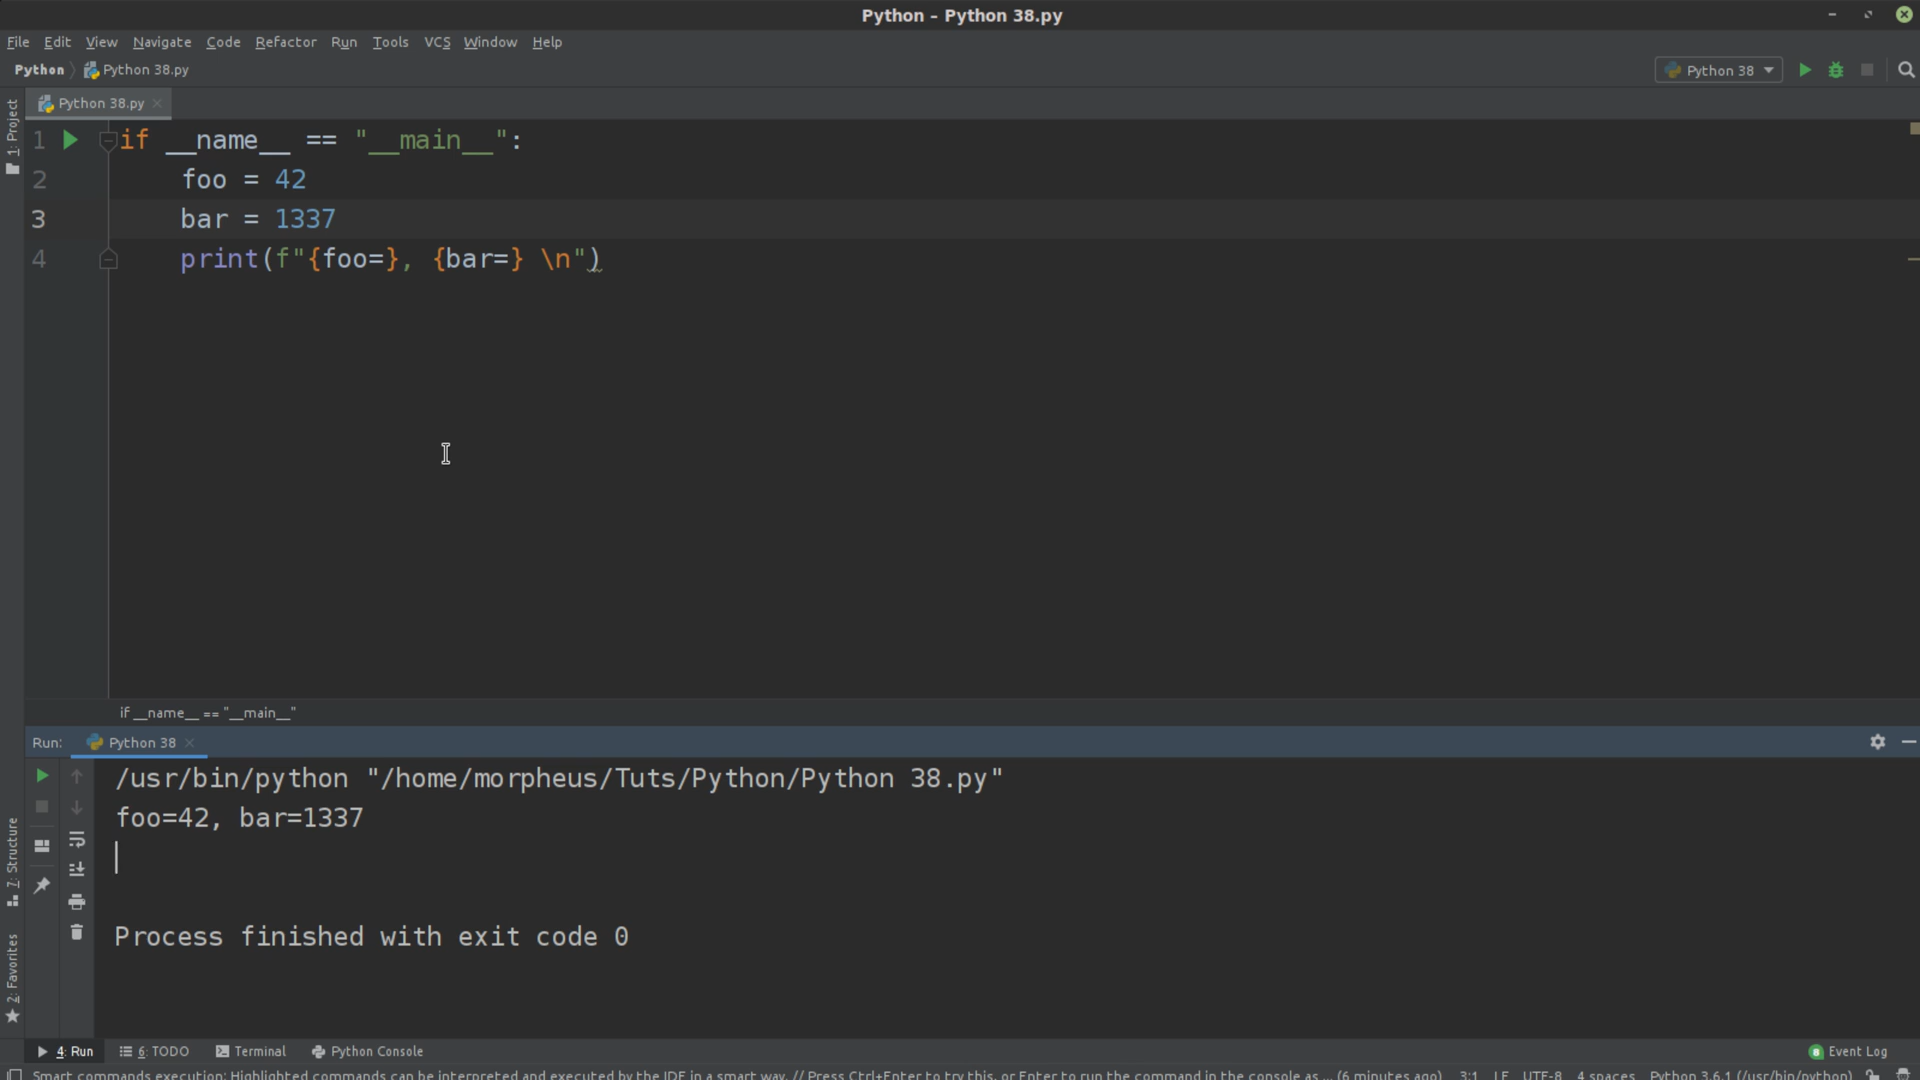 Python - Python 38.py
File Edit View Navigate Code Refactor Run Tools VCS Window Help
Python Python 38.py
Python 38
Python 38.py
1: Project
1 if __name__ == "__main__":
2     foo = 42
3     bar = 1337
4     print(f"{foo=}, {bar=} \n")
if __name__ == "__main__"
Run: Python 38
/usr/bin/python "/home/morpheus/Tuts/Python/Python 38.py"
foo=42, bar=1337
Process finished with exit code 0
7: Structure
2: Favorites
4: Run 6: TODO Terminal Python Console 8 Event Log
Smart commands execution: Highlighted commands can be interpreted and executed by the IDE in a smart way. // Press Ctrl+Enter to try this, or Enter to run the command in the console as ... (6 minutes ago) 3:1 LF UTF-8 4 spaces Python 3.6.1 (/usr/bin/python)